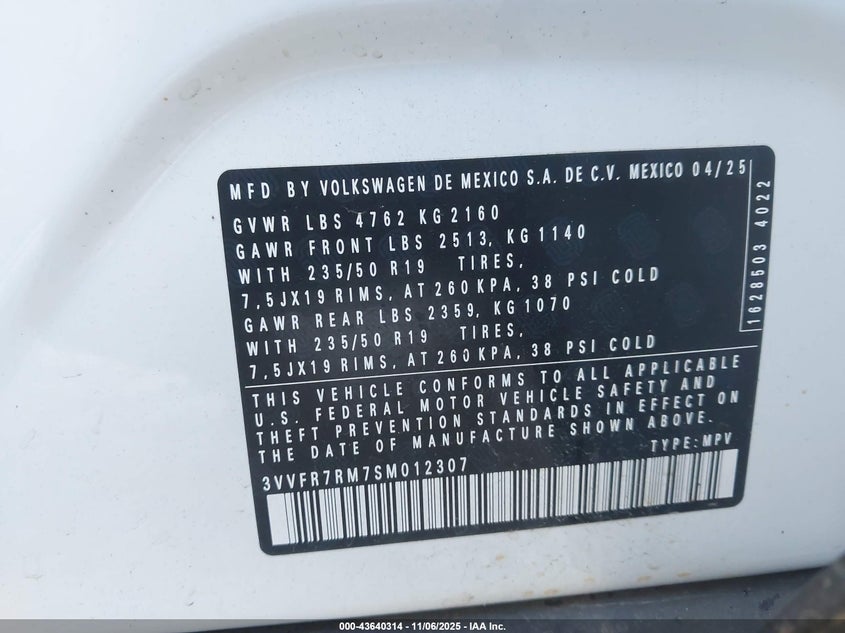 MFD BY VOLKSWAGEN DE MEXICO S.A. DE C.V. MEXICO 04/25
GVWR LBS 4762 KG 2160
GAWR FRONT LBS 2513, KG 1140
WITH 235/50 R19 TIRES,
7,5JX19 RIMS, AT 260 KPA, 38 PSI COLD
GAWR REAR LBS 2359, KG 1070
WITH 235/50 R19 TIRES,
7,5JX19 RIMS, AT 260 KPA, 38 PSI COLD
1628503 4022
THIS VEHICLE CONFORMS TO ALL APPLICABLE
U.S. FEDERAL MOTOR VEHICLE SAFETY AND
THEFT PREVENTION STANDARDS IN EFFECT ON
THE DATE OF MANUFACTURE SHOWN ABOVE.
TYPE: MPV
3VVFR7RM7SM012307
000-43640314 - 11/06/2025 - IAA Inc.